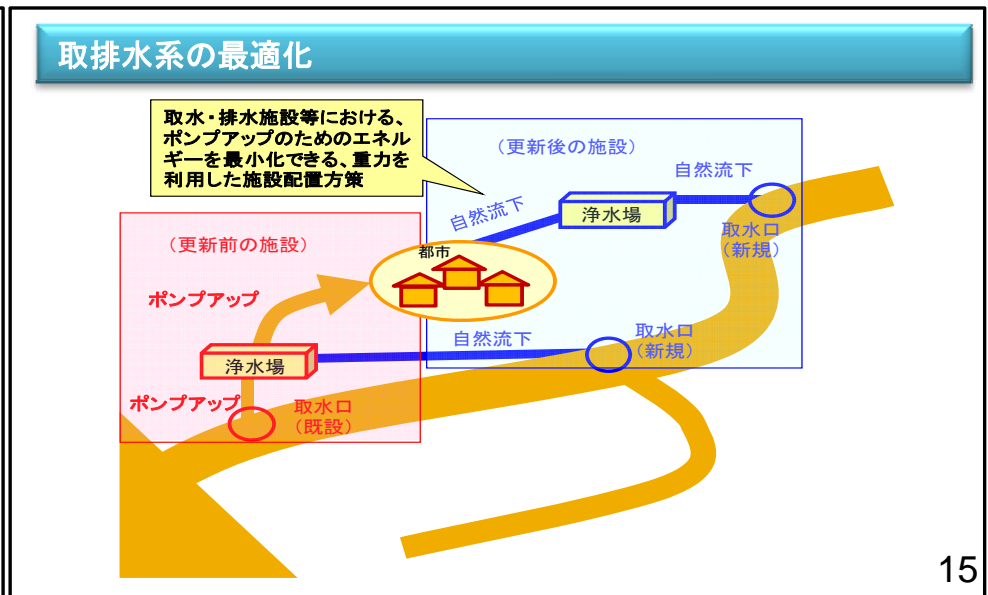 取排水系の最適化
取水・排水施設等における、
ポンプアップのためのエネル
ギーを最小化できる、重力を
利用した施設配置方策
（更新後の施設）
自然流下
自然流下
浄水場
取水口
（新規）
（更新前の施設）
都市
ポンプアップ
自然流下
取水口
（新規）
浄水場
ポンプアップ
取水口
（既設）
15